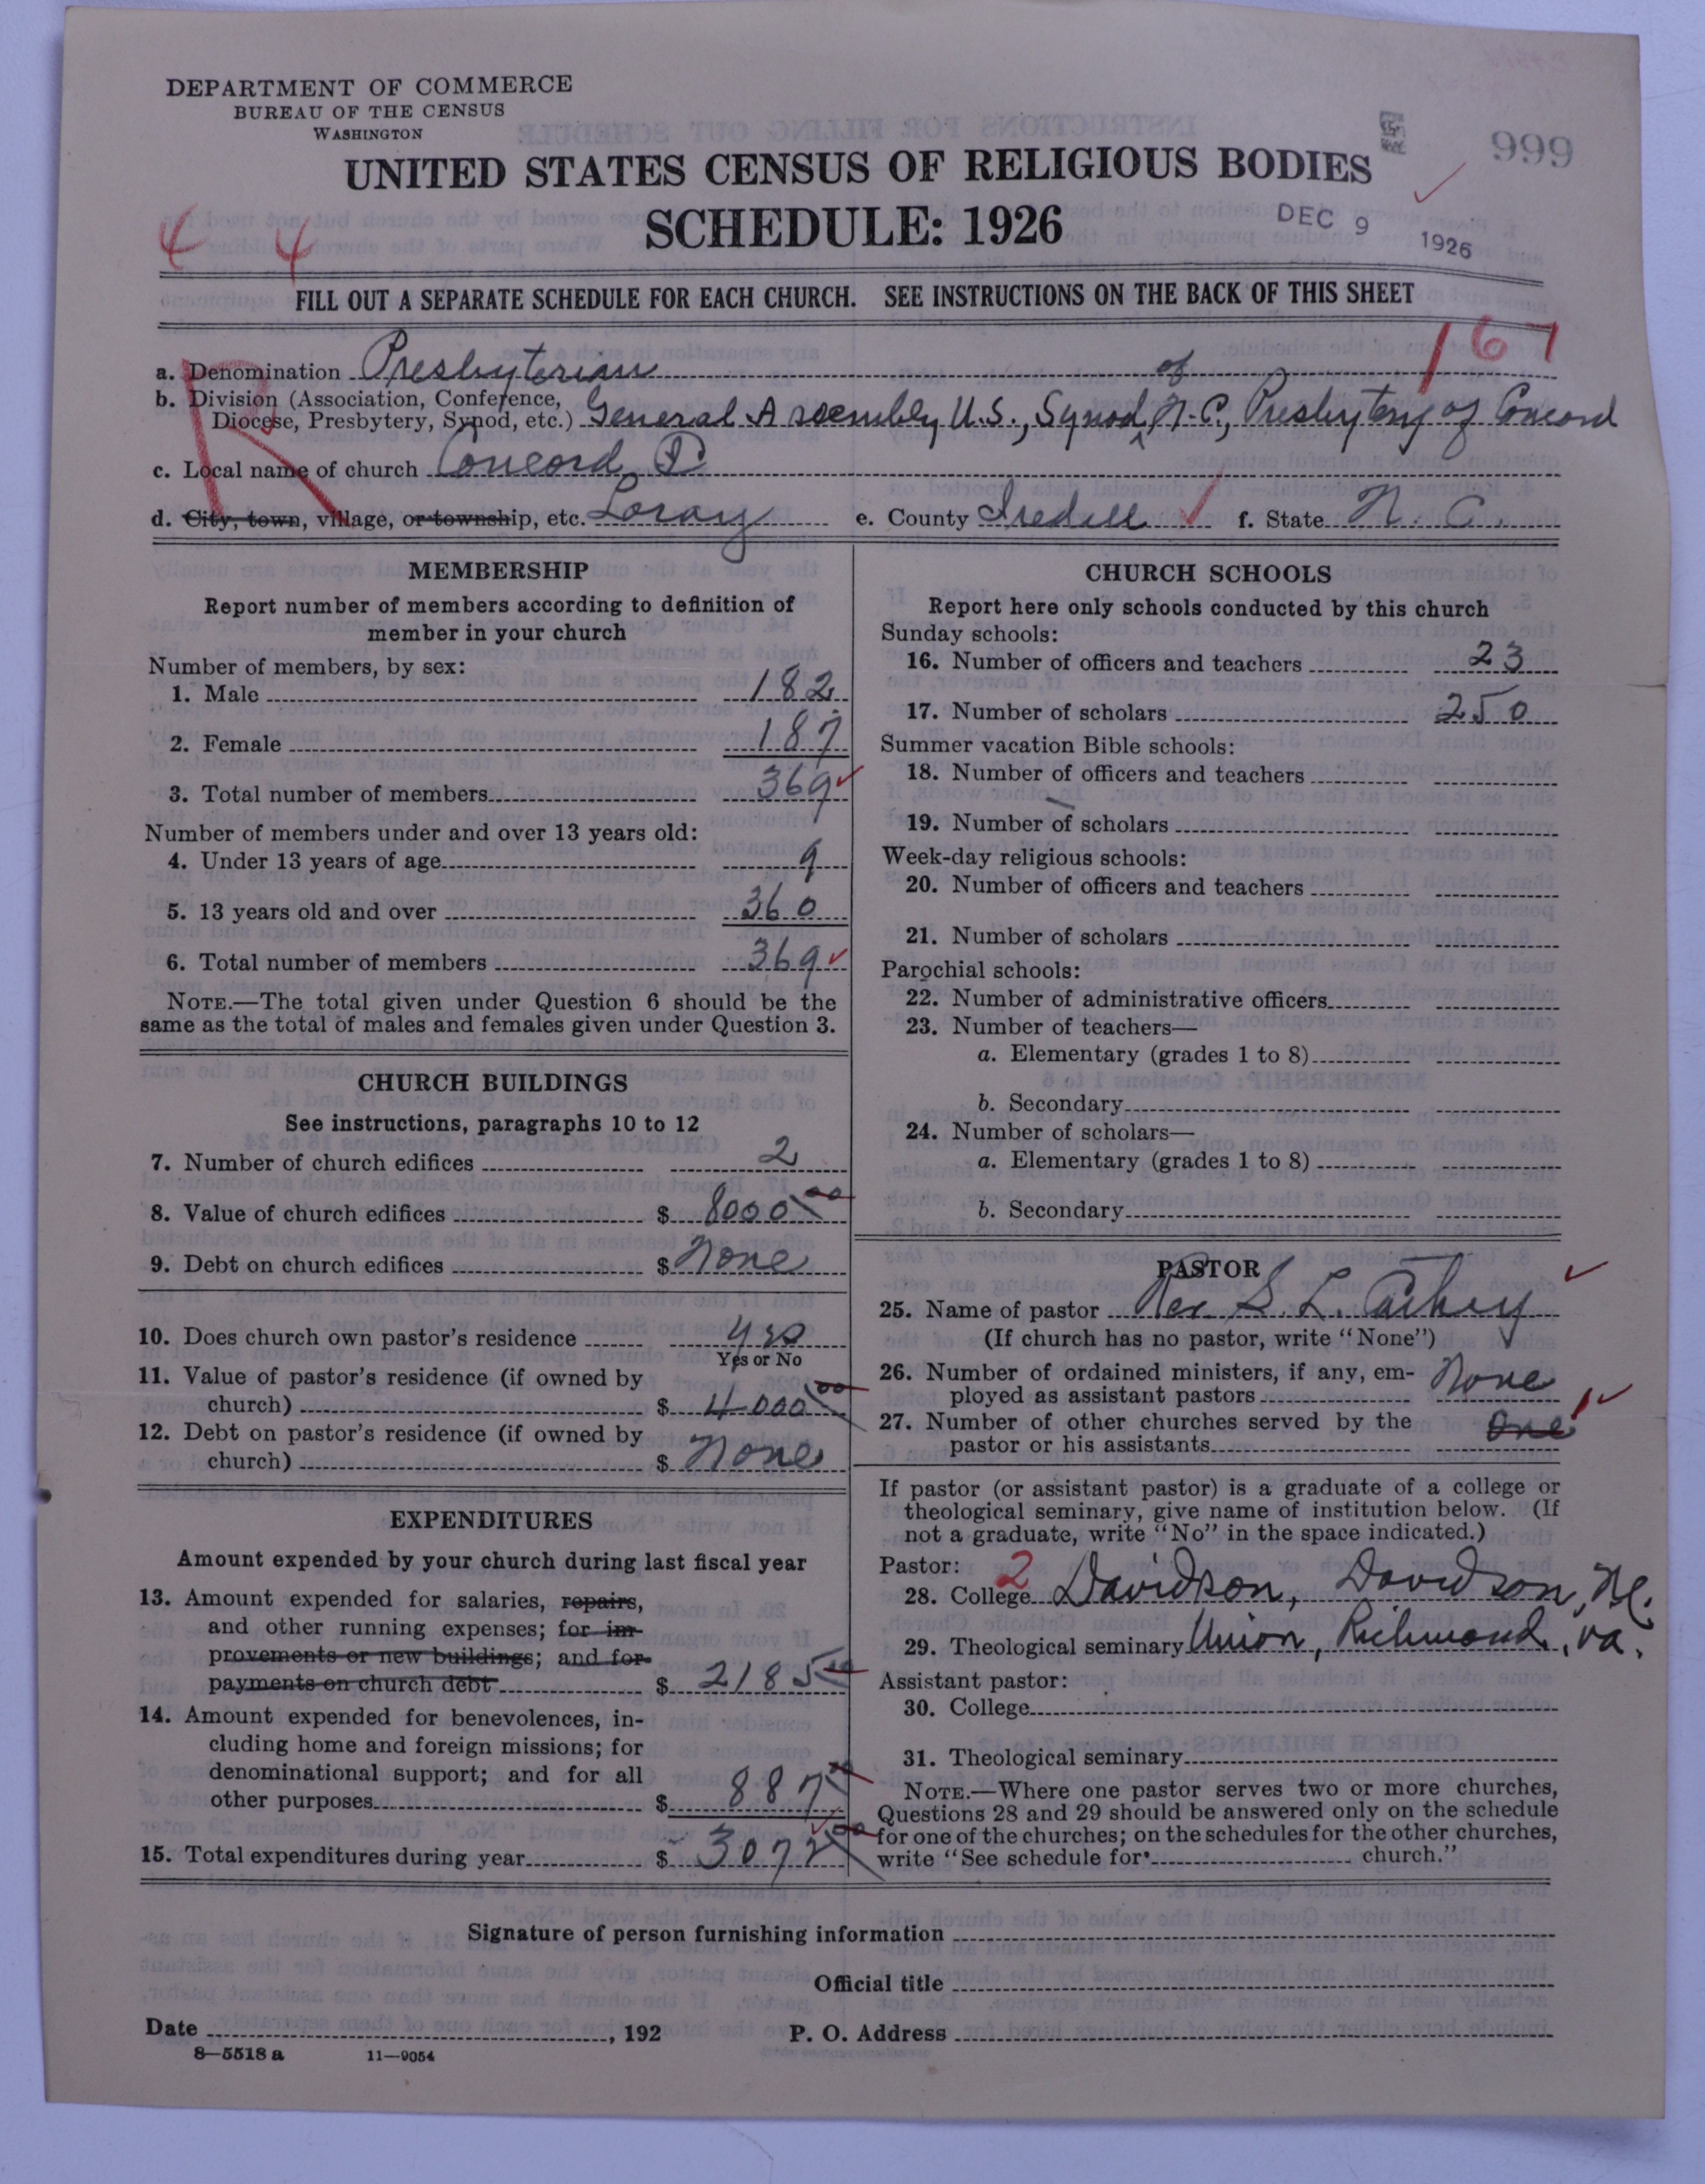 DEPARTMENT OF COMMERCE
BUREAU OF THE CENSUS
WASHINGTON
UNITED STATES CENSUS OF RELIGIOUS BODIES
999
SCHEDULE: 1926
DEC 9 1926
4 4
FILL OUT A SEPARATE SCHEDULE FOR EACH CHURCH. SEE INSTRUCTIONS ON THE BACK OF THIS SHEET
167
a. Denomination Presbyterian
b. Division (Association, Conference, Diocese, Presbytery, Synod, etc.) General Assembly U.S., Synod of N.C., Presbytery of Concord
R
c. Local name of church Concord P
d. City, town, village, or township, etc. Loray e. County Iredell f. State N. C.
MEMBERSHIP
Report number of members according to definition of
member in your church
Number of members, by sex:
1. Male 182
2. Female 187
3. Total number of members 369
Number of members under and over 13 years old:
4. Under 13 years of age 9
5. 13 years old and over 360
6. Total number of members 369
NOTE.—The total given under Question 6 should be the
same as the total of males and females given under Question 3.
CHURCH BUILDINGS
See instructions, paragraphs 10 to 12
7. Number of church edifices 2
8. Value of church edifices $ 8000 00
9. Debt on church edifices $ None
10. Does church own pastor's residence yes
Yes or No
11. Value of pastor's residence (if owned by
church) $ 4000 00
12. Debt on pastor's residence (if owned by
church) $ None
EXPENDITURES
Amount expended by your church during last fiscal year
13. Amount expended for salaries, repairs,
and other running expenses; for im-
provements or new buildings; and for
payments on church debt $ 2185 00
14. Amount expended for benevolences, in-
cluding home and foreign missions; for
denominational support; and for all
other purposes $ 887 00
15. Total expenditures during year $ 3072 00
CHURCH SCHOOLS
Report here only schools conducted by this church
Sunday schools:
16. Number of officers and teachers 23
17. Number of scholars 250
Summer vacation Bible schools:
18. Number of officers and teachers
19. Number of scholars
Week-day religious schools:
20. Number of officers and teachers
21. Number of scholars
Parochial schools:
22. Number of administrative officers
23. Number of teachers—
a. Elementary (grades 1 to 8)
b. Secondary
24. Number of scholars—
a. Elementary (grades 1 to 8)
b. Secondary
PASTOR
25. Name of pastor Rev S. L. Cathey
(If church has no pastor, write "None")
26. Number of ordained ministers, if any, em-
ployed as assistant pastors None
27. Number of other churches served by the
pastor or his assistants One 1
If pastor (or assistant pastor) is a graduate of a college or
theological seminary, give name of institution below. (If
not a graduate, write "No" in the space indicated.)
Pastor: 2
28. College Davidson, Davidson, N.C.
29. Theological seminary Union, Richmond, Va.
Assistant pastor:
30. College
31. Theological seminary
NOTE.—Where one pastor serves two or more churches,
Questions 28 and 29 should be answered only on the schedule
for one of the churches; on the schedules for the other churches,
write "See schedule for church."
Signature of person furnishing information
Official title
Date , 192 P. O. Address
8—5518 a 11—9054